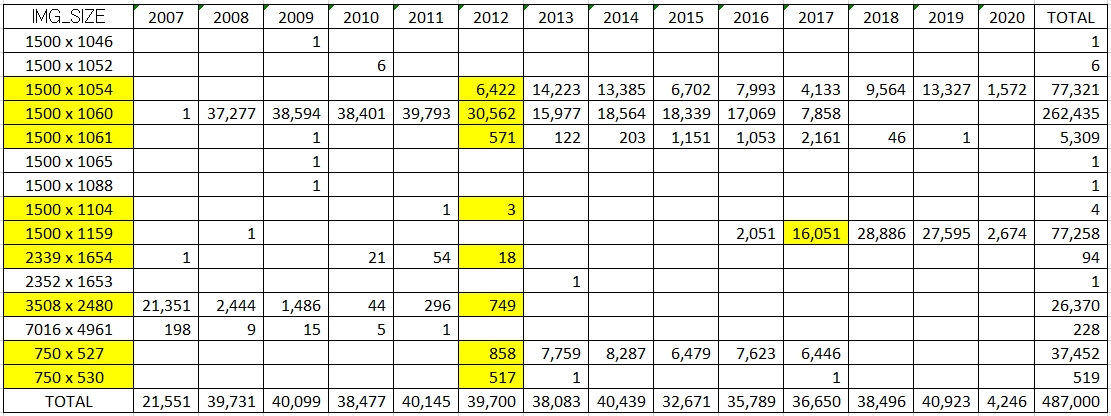 IMG_SIZE 2007 2008 2009 2010 2011 2012 2013 2014 2015 2016 2017 2018 2019 2020 TOTAL
1500 x 1046 1 1
1500 x 1052 6 6
1500 x 1054 6,422 14,223 13,385 6,702 7,993 4,133 9,564 13,327 1,572 77,321
1500 x 1060 1 37,277 38,594 38,401 39,793 30,562 15,977 18,564 18,339 17,069 7,858 262,435
1500 x 1061 1 571 122 203 1,151 1,053 2,161 46 1 5,309
1500 x 1065 1 1
1500 x 1088 1 1
1500 x 1104 1 3 4
1500 x 1159 1 2,051 16,051 28,886 27,595 2,674 77,258
2339 x 1654 1 21 54 18 94
2352 x 1653 1 1
3508 x 2480 21,351 2,444 1,486 44 296 749 26,370
7016 x 4961 198 9 15 5 1 228
750 x 527 858 7,759 8,287 6,479 7,623 6,446 37,452
750 x 530 517 1 1 519
TOTAL 21,551 39,731 40,099 38,477 40,145 39,700 38,083 40,439 32,671 35,789 36,650 38,496 40,923 4,246 487,000